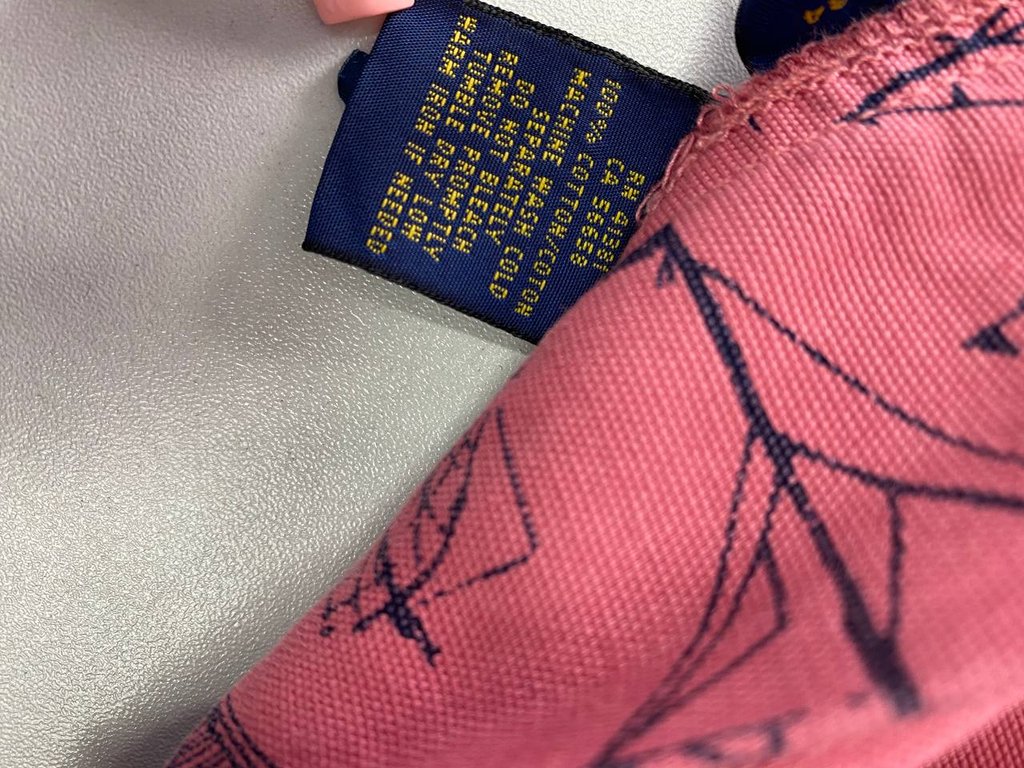 RN 41381
CA
100% COTTON/COTON
MACHINE WASH COLD
SEPARATELY
DO NOT BLEACH
TUMBLE DRY LOW
REMOVE PROMPTLY
WARM IRON IF NEEDED